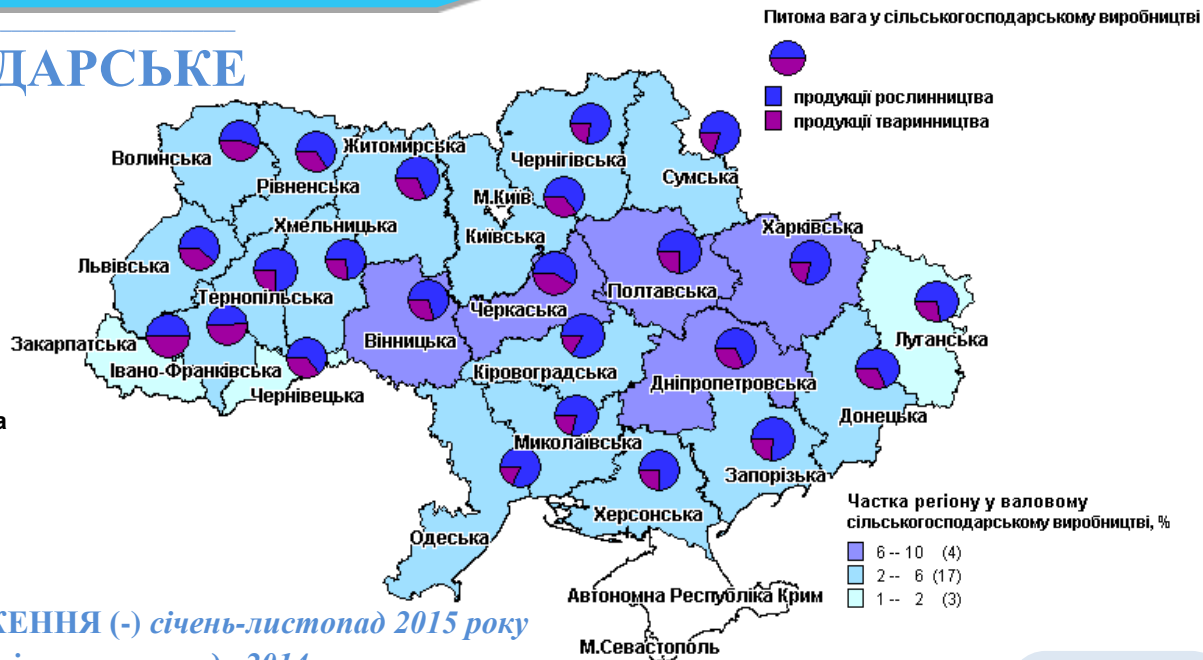 Питома вага у сільськогосподарському виробництві
ДАРСЬКЕ
продукції рослинництва
продукції тваринництва
Волинська
Рівненська
Житомирська
Чернігівська
Сумська
М.Київ
Київська
Хмельницька
Харківська
Львівська
Тернопільська
Черкаська
Полтавська
Луганська
Закарпатська
Івано-Франківська
Вінницька
Кіровоградська
Дніпропетровська
Чернівецька
Донецька
а
Миколаївська
Запорізька
Херсонська
Одеська
Частка регіону у валовому
сільськогосподарському виробництві, %
6 -- 10 (4)
2 -- 6 (17)
1 -- 2 (3)
Автономна Республіка Крим
ЖЕННЯ (-) січень-листопад 2015 року
М.Севастополь
2014